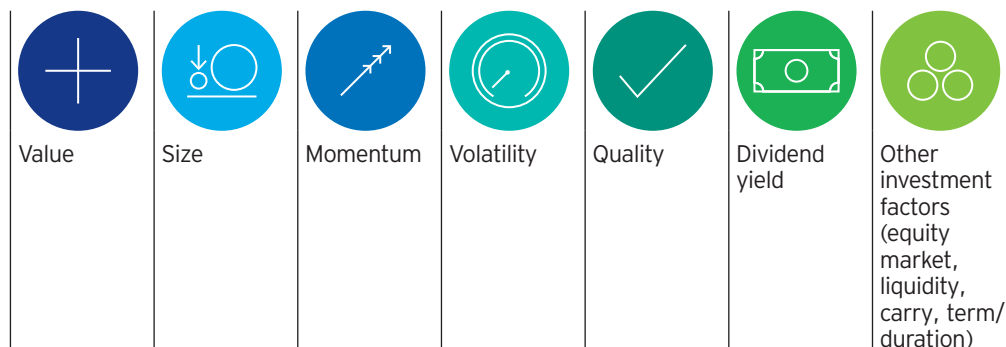 Value
Size
Momentum
Volatility
Quality
Dividend
yield
Other
investment
factors
(equity
market,
liquidity,
carry, term/
duration)